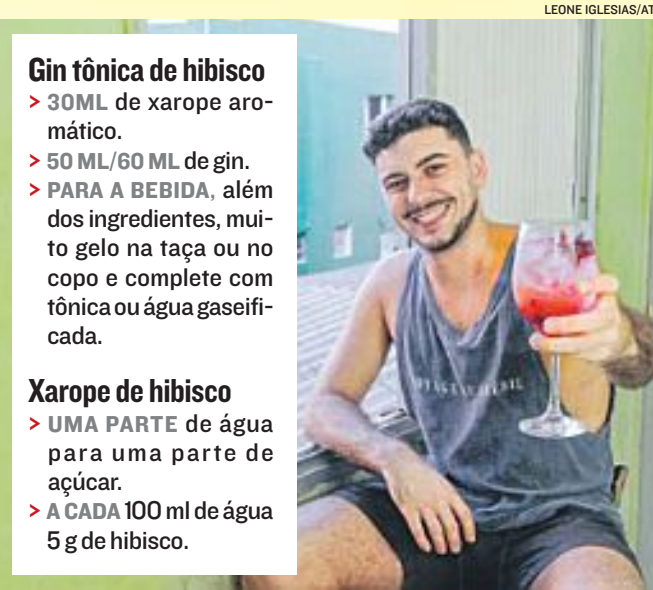 LEONE IGLESIAS/AT
Gin tônica de hibisco
> 30ML de xarope aro-
mático.
> 50 ML/60 ML de gin.
> PARA A BEBIDA, além
dos ingredientes, mui-
to gelo na taça ou no
copo e complete com
tônica ou água gaseifi-
cada.
Xarope de hibisco
> UMA PARTE de água
para uma parte de
açúcar.
> A CADA 100 ml de água
5 g de hibisco.